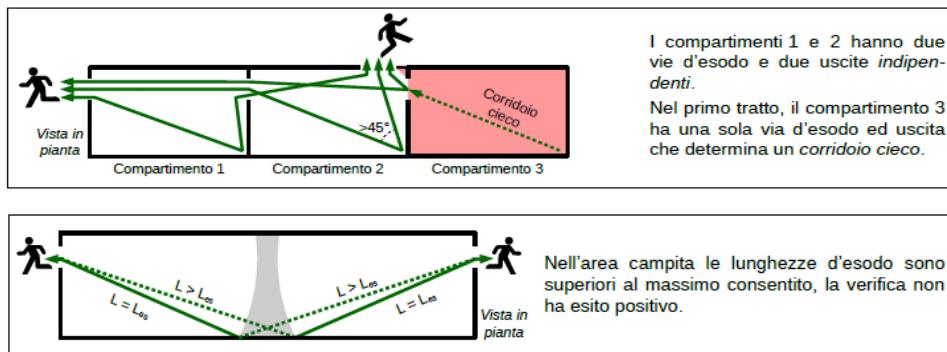 I compartimenti 1 e 2 hanno due
vie d'esodo e due uscite indipen-
denti.
Nel primo tratto, il compartimento 3
ha una sola via d'esodo ed uscita
che determina un corridoio cieco.
Corridoio
cieco
>45°
Vista in
pianta
Compartimento 1
Compartimento 2
Compartimento 3
L > Les
L = Les
L > Les
L = Les
Vista in
pianta
Nell'area campita le lunghezze d'esodo sono
superiori al massimo consentito, la verifica non
ha esito positivo.